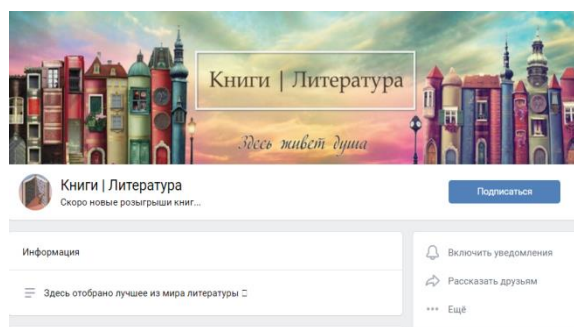 Книги | Литература
Здесь живет душа
Книги | Литература
Скоро новые розыгрыши книг...
Подписаться
Информация
Здесь отобрано лучшее из мира литературы
Включить уведомления
Рассказать друзьям
Ещё